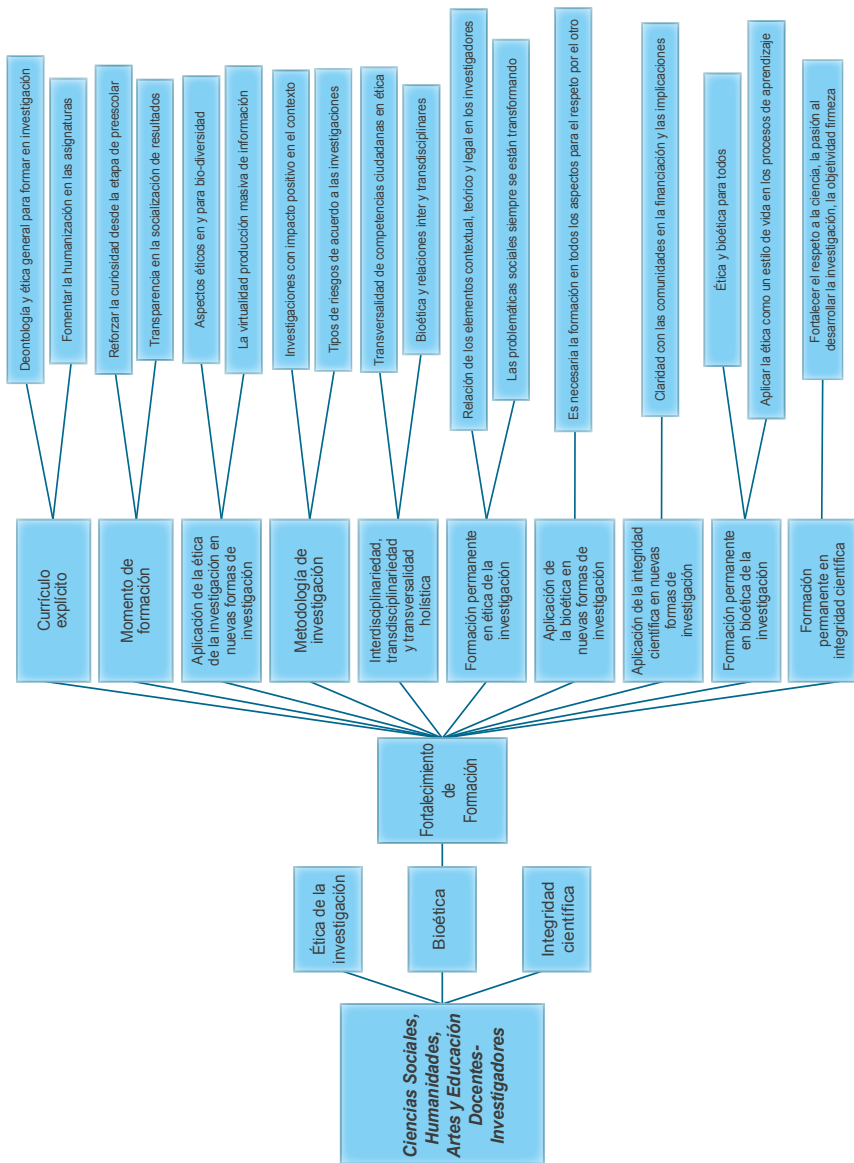 Ciencias Sociales,
Humanidades,
Artes y Educación
Docentes-
Investigadores
Ética de la
investigación
Bioética
Integridad
científica
Fortalecimiento
de
Formación
Currículo
explícito
Deontología y ética general para formar en investigación
Fomentar la humanización en las asignaturas
Momento de
formación
Reforzar la curiosidad desde la etapa de preescolar
Transparencia en la socialización de resultados
Aplicación de la ética
de la investigación en
nuevas formas de
investigación
Aspectos éticos en y para bio-diversidad
La virtualidad producción masiva de información
Metodología de
investigación
Investigaciones con impacto positivo en el contexto
Tipos de riesgos de acuerdo a las investigaciones
Interdisciplinariedad,
transdisciplinariedad
y transversalidad
holística
Transversalidad de competencias ciudadanas en ética
Bioética y relaciones inter y transdisciplinares
Formación permanente
en ética de la
investigación
Relación de los elementos contextual, teórico y legal en los investigadores
Las problemáticas sociales siempre se están transformando
Aplicación de
la bioética en
nuevas formas de
investigación
Es necesaria la formación en todos los aspectos para el respeto por el otro
Aplicación de la integridad
científica en nuevas
formas de
investigación
Claridad con las comunidades en la financiación y las implicaciones
Formación permanente
en bioética de la
investigación
Ética y bioética para todos
Aplicar la ética como un estilo de vida en los procesos de aprendizaje
Formación
permanente en
integridad científica
Fortalecer el respeto a la ciencia, la pasión al
desarrollar la investigación, la objetividad firmeza